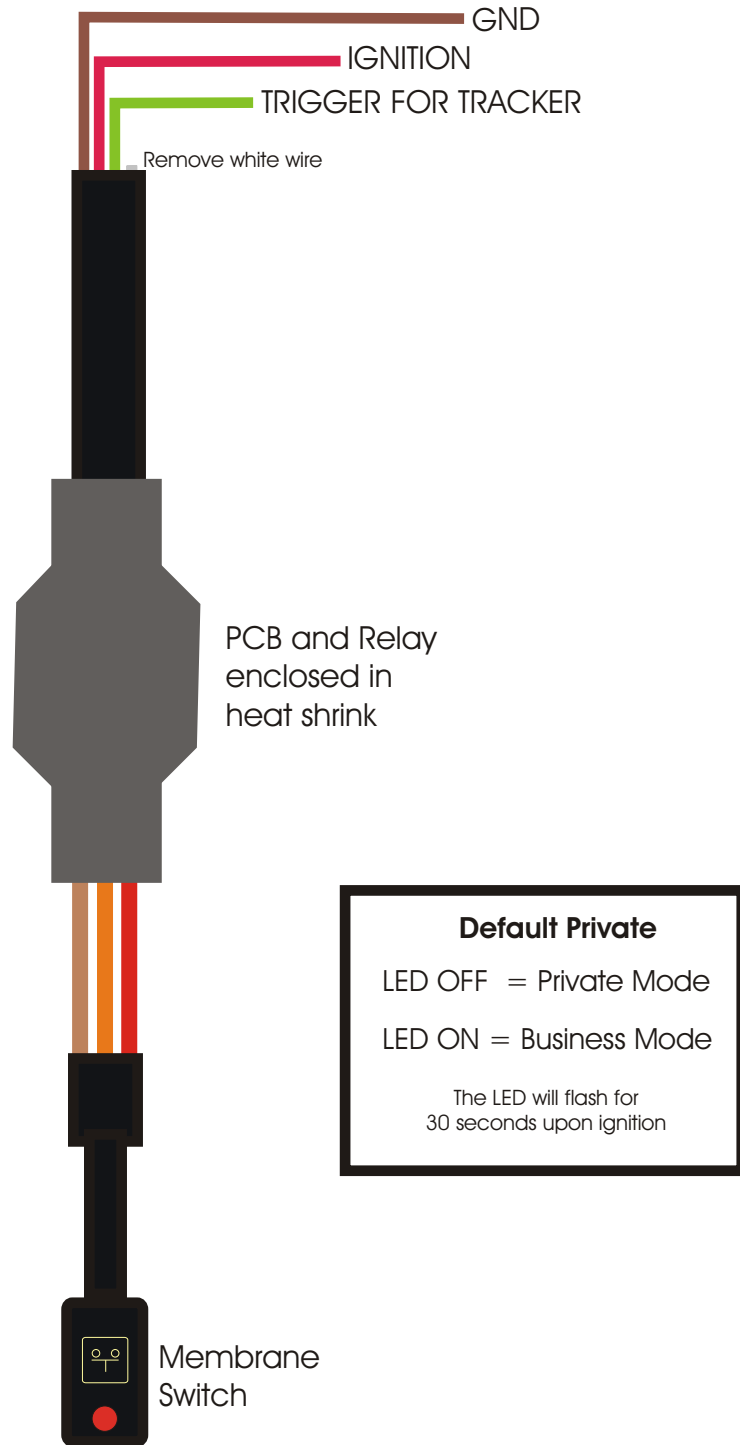 GND
IGNITION
TRIGGER FOR TRACKER
Remove white wire
PCB and Relay
enclosed in
heat shrink
Default Private
LED OFF = Private Mode
LED ON = Business Mode
The LED will flash for
30 seconds upon ignition
Membrane
Switch